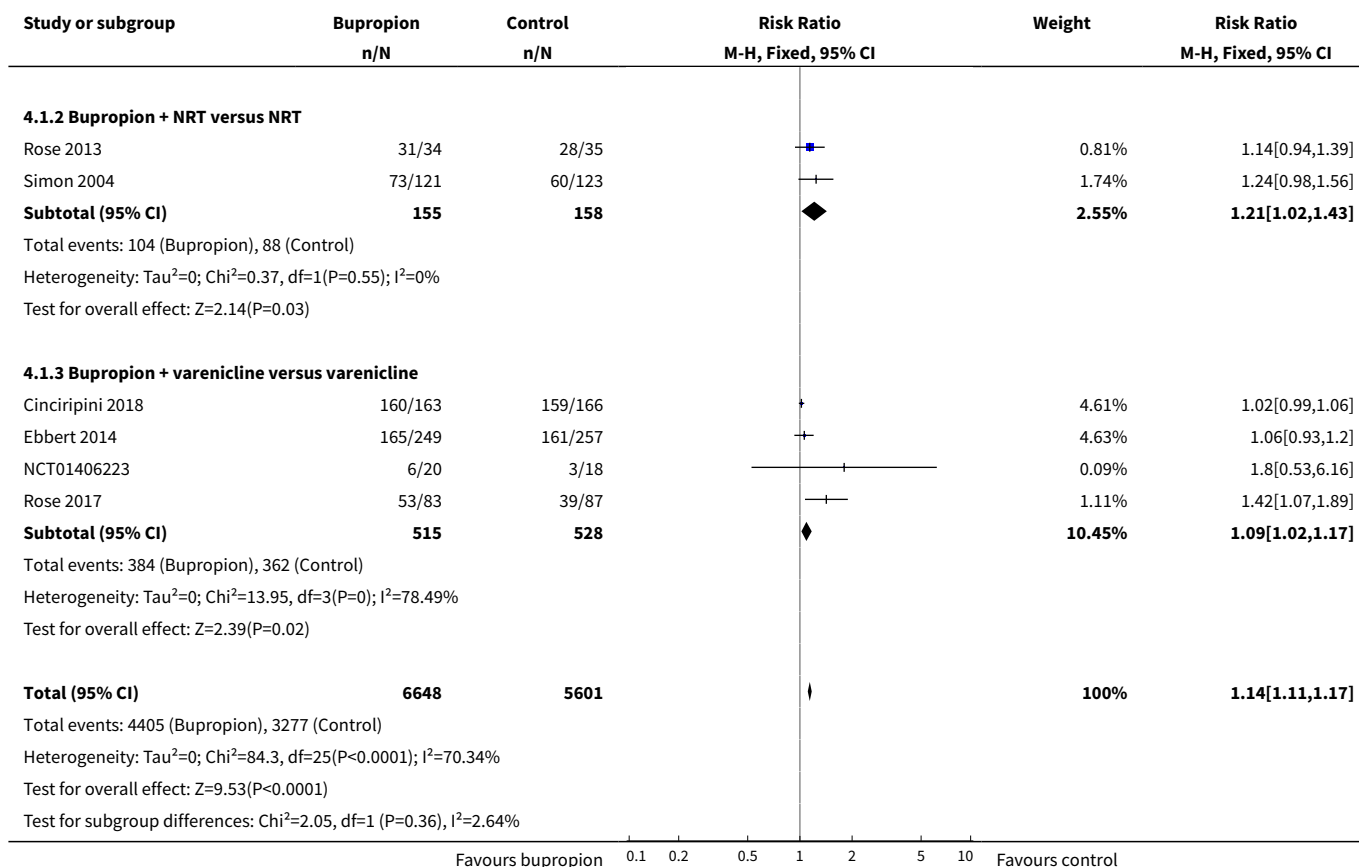 Study or subgroup Bupropion Control Risk Ratio Weight Risk Ratio
n/N n/N M-H, Fixed, 95% CI M-H, Fixed, 95% CI
4.1.2 Bupropion + NRT versus NRT
Rose 2013 31/34 28/35 0.81% 1.14[0.94,1.39]
Simon 2004 73/121 60/123 1.74% 1.24[0.98,1.56]
Subtotal (95% CI) 155 158 2.55% 1.21[1.02,1.43]
Total events: 104 (Bupropion), 88 (Control)
Heterogeneity: Tau²=0; Chi²=0.37, df=1(P=0.55); I²=0%
Test for overall effect: Z=2.14(P=0.03)
4.1.3 Bupropion + varenicline versus varenicline
Cinciripini 2018 160/163 159/166 4.61% 1.02[0.99,1.06]
Ebbert 2014 165/249 161/257 4.63% 1.06[0.93,1.2]
NCT01406223 6/20 3/18 0.09% 1.8[0.53,6.16]
Rose 2017 53/83 39/87 1.11% 1.42[1.07,1.89]
Subtotal (95% CI) 515 528 10.45% 1.09[1.02,1.17]
Total events: 384 (Bupropion), 362 (Control)
Heterogeneity: Tau²=0; Chi²=13.95, df=3(P=0); I²=78.49%
Test for overall effect: Z=2.39(P=0.02)
Total (95% CI) 6648 5601 100% 1.14[1.11,1.17]
Total events: 4405 (Bupropion), 3277 (Control)
Heterogeneity: Tau²=0; Chi²=84.3, df=25(P<0.0001); I²=70.34%
Test for overall effect: Z=9.53(P<0.0001)
Test for subgroup differences: Chi²=2.05, df=1 (P=0.36), I²=2.64%
Favours bupropion 0.1 0.2 0.5 1 2 5 10 Favours control